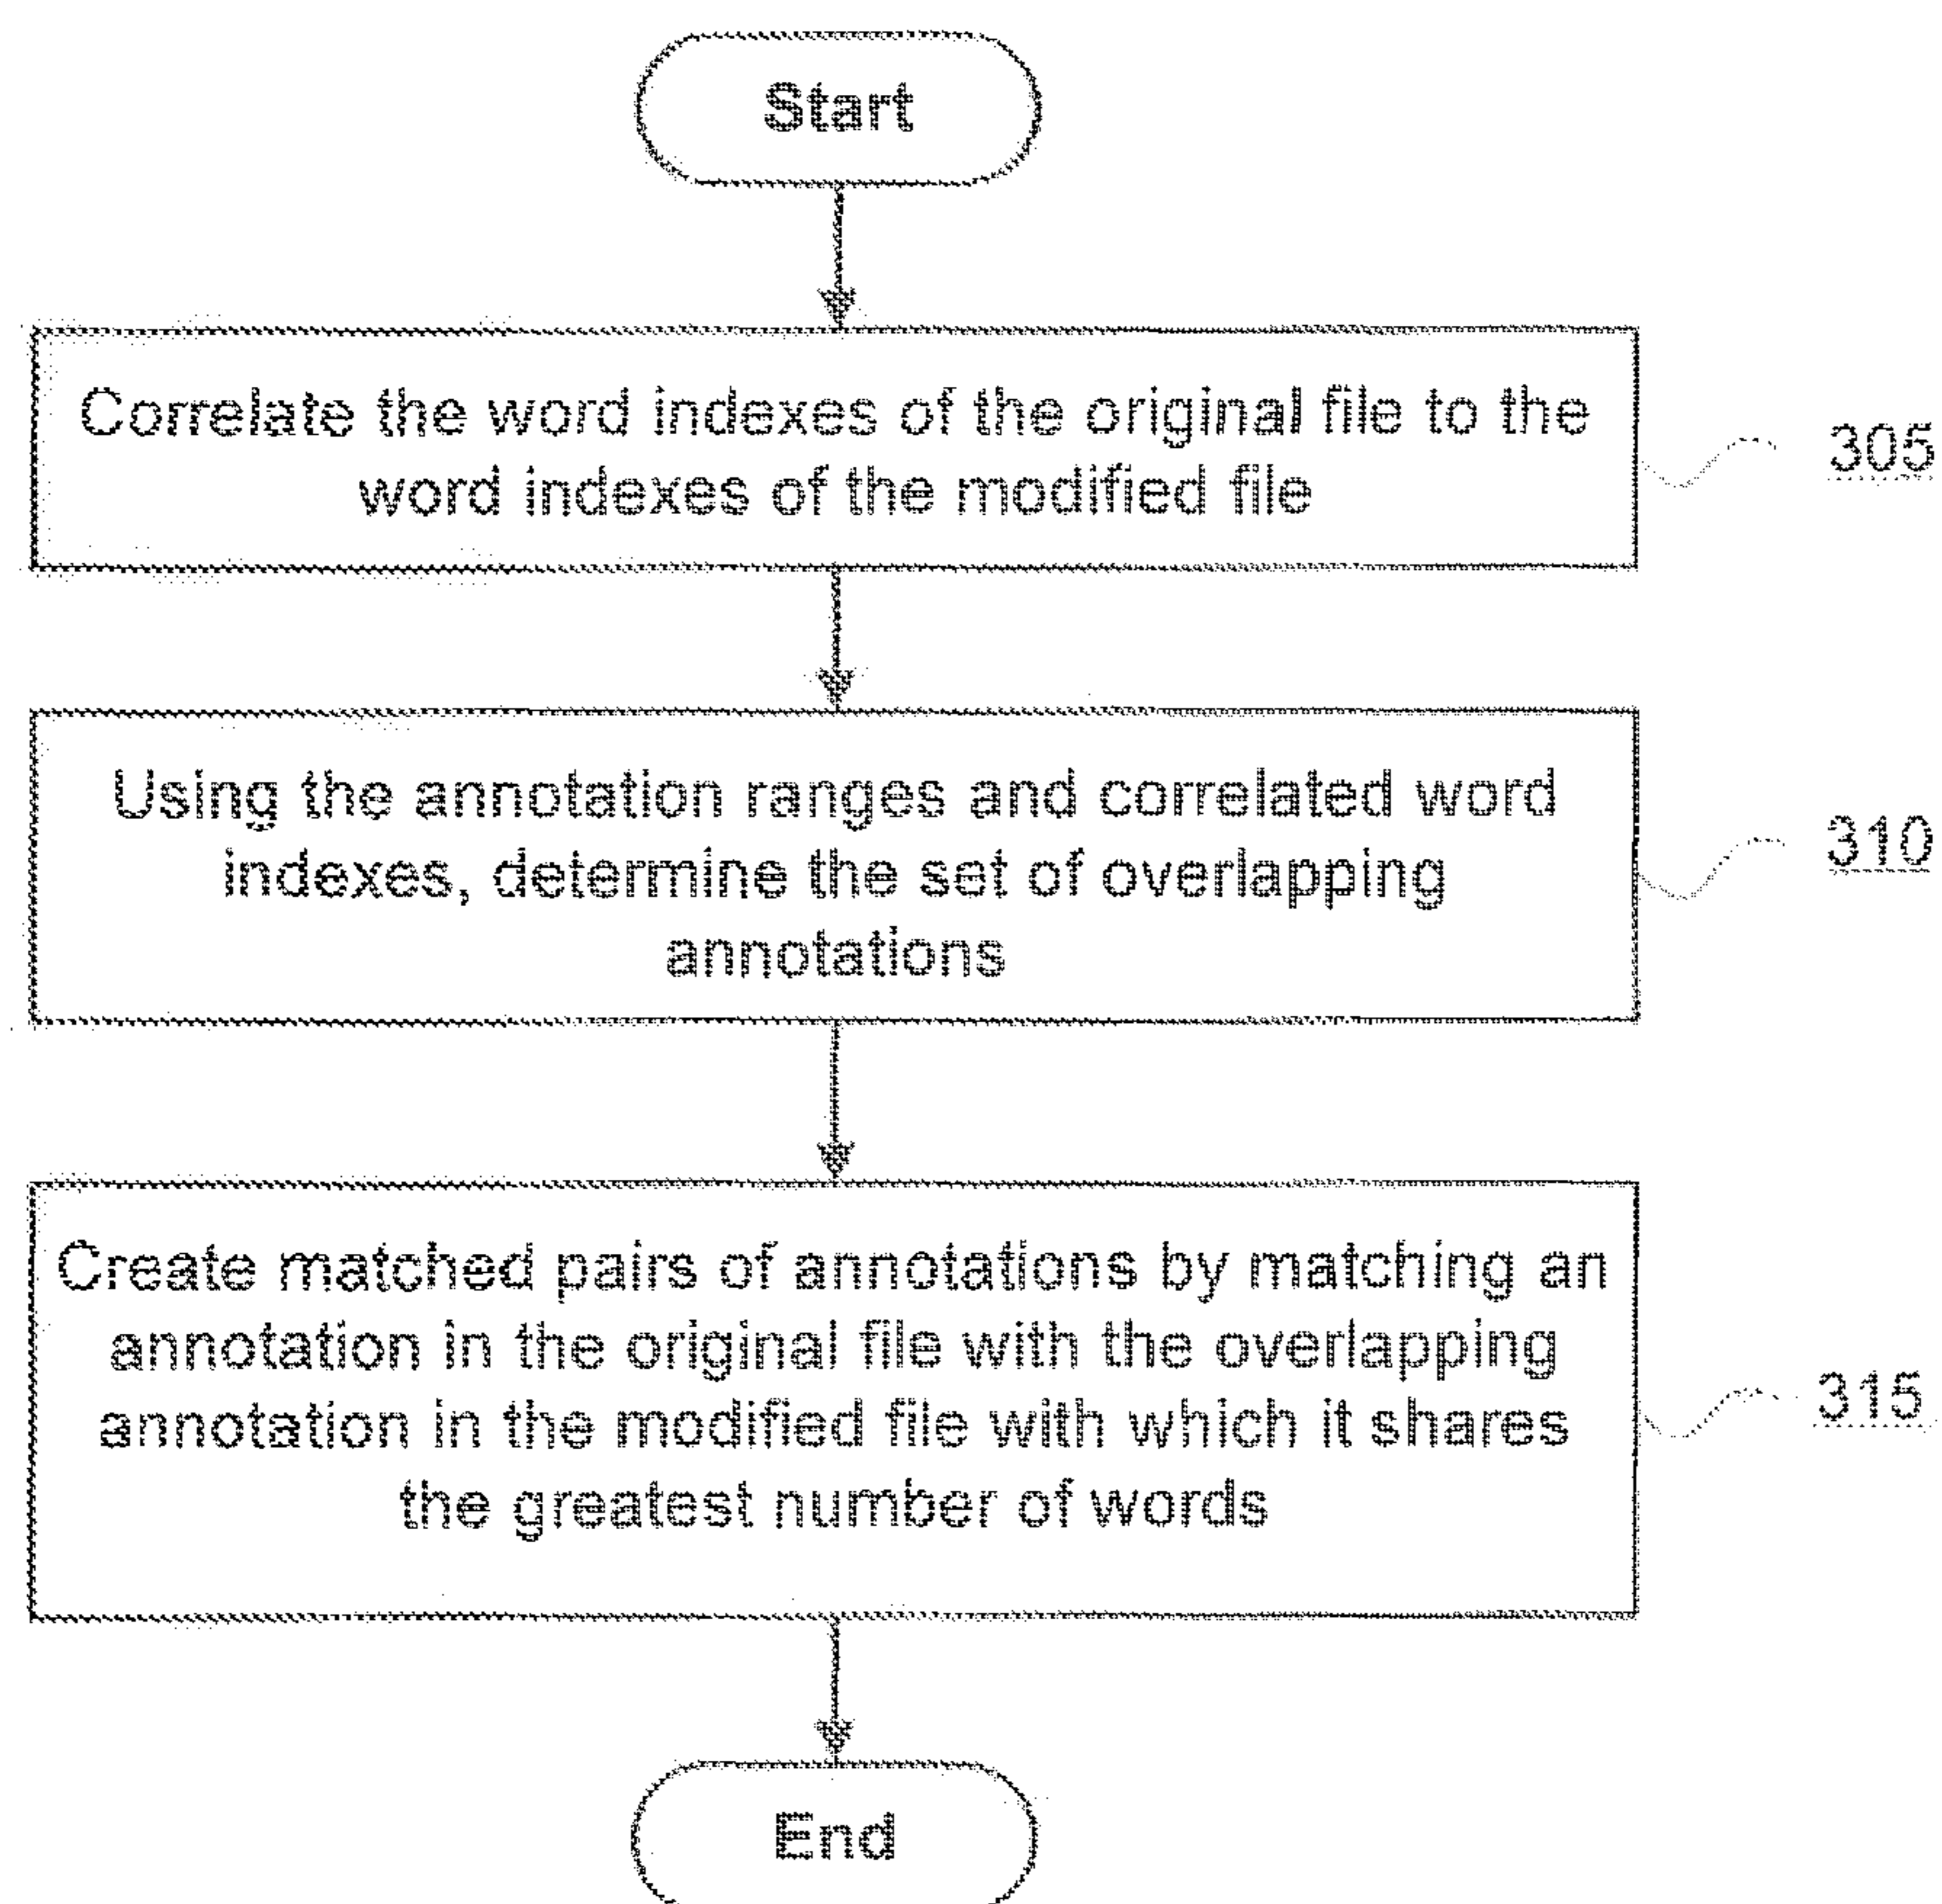 Start
Correlate the word indexes of the original file to the
word indexes of the modified file
305
Using the annotation ranges and correlated word
indexes, determine the set of overlapping
annotations
310
Create matched pairs of annotations by matching an
annotation in the original file with the overlapping
annotation in the modified file with which it shares
the greatest number of words
315
End